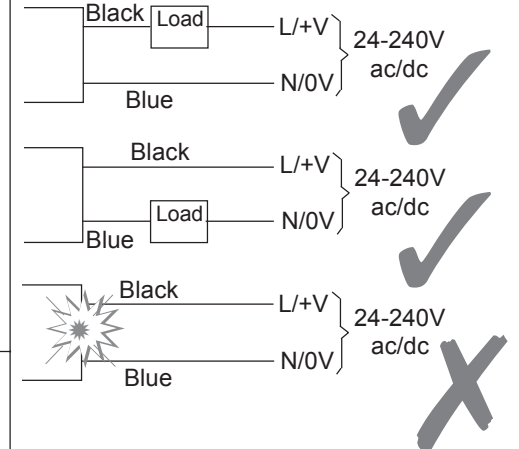 Black Load L/+V
24-240V
ac/dc
N/0V
Blue
Black
L/+V
24-240V
ac/dc
Load N/0V
Blue
Black
L/+V
24-240V
ac/dc
N/0V
Blue